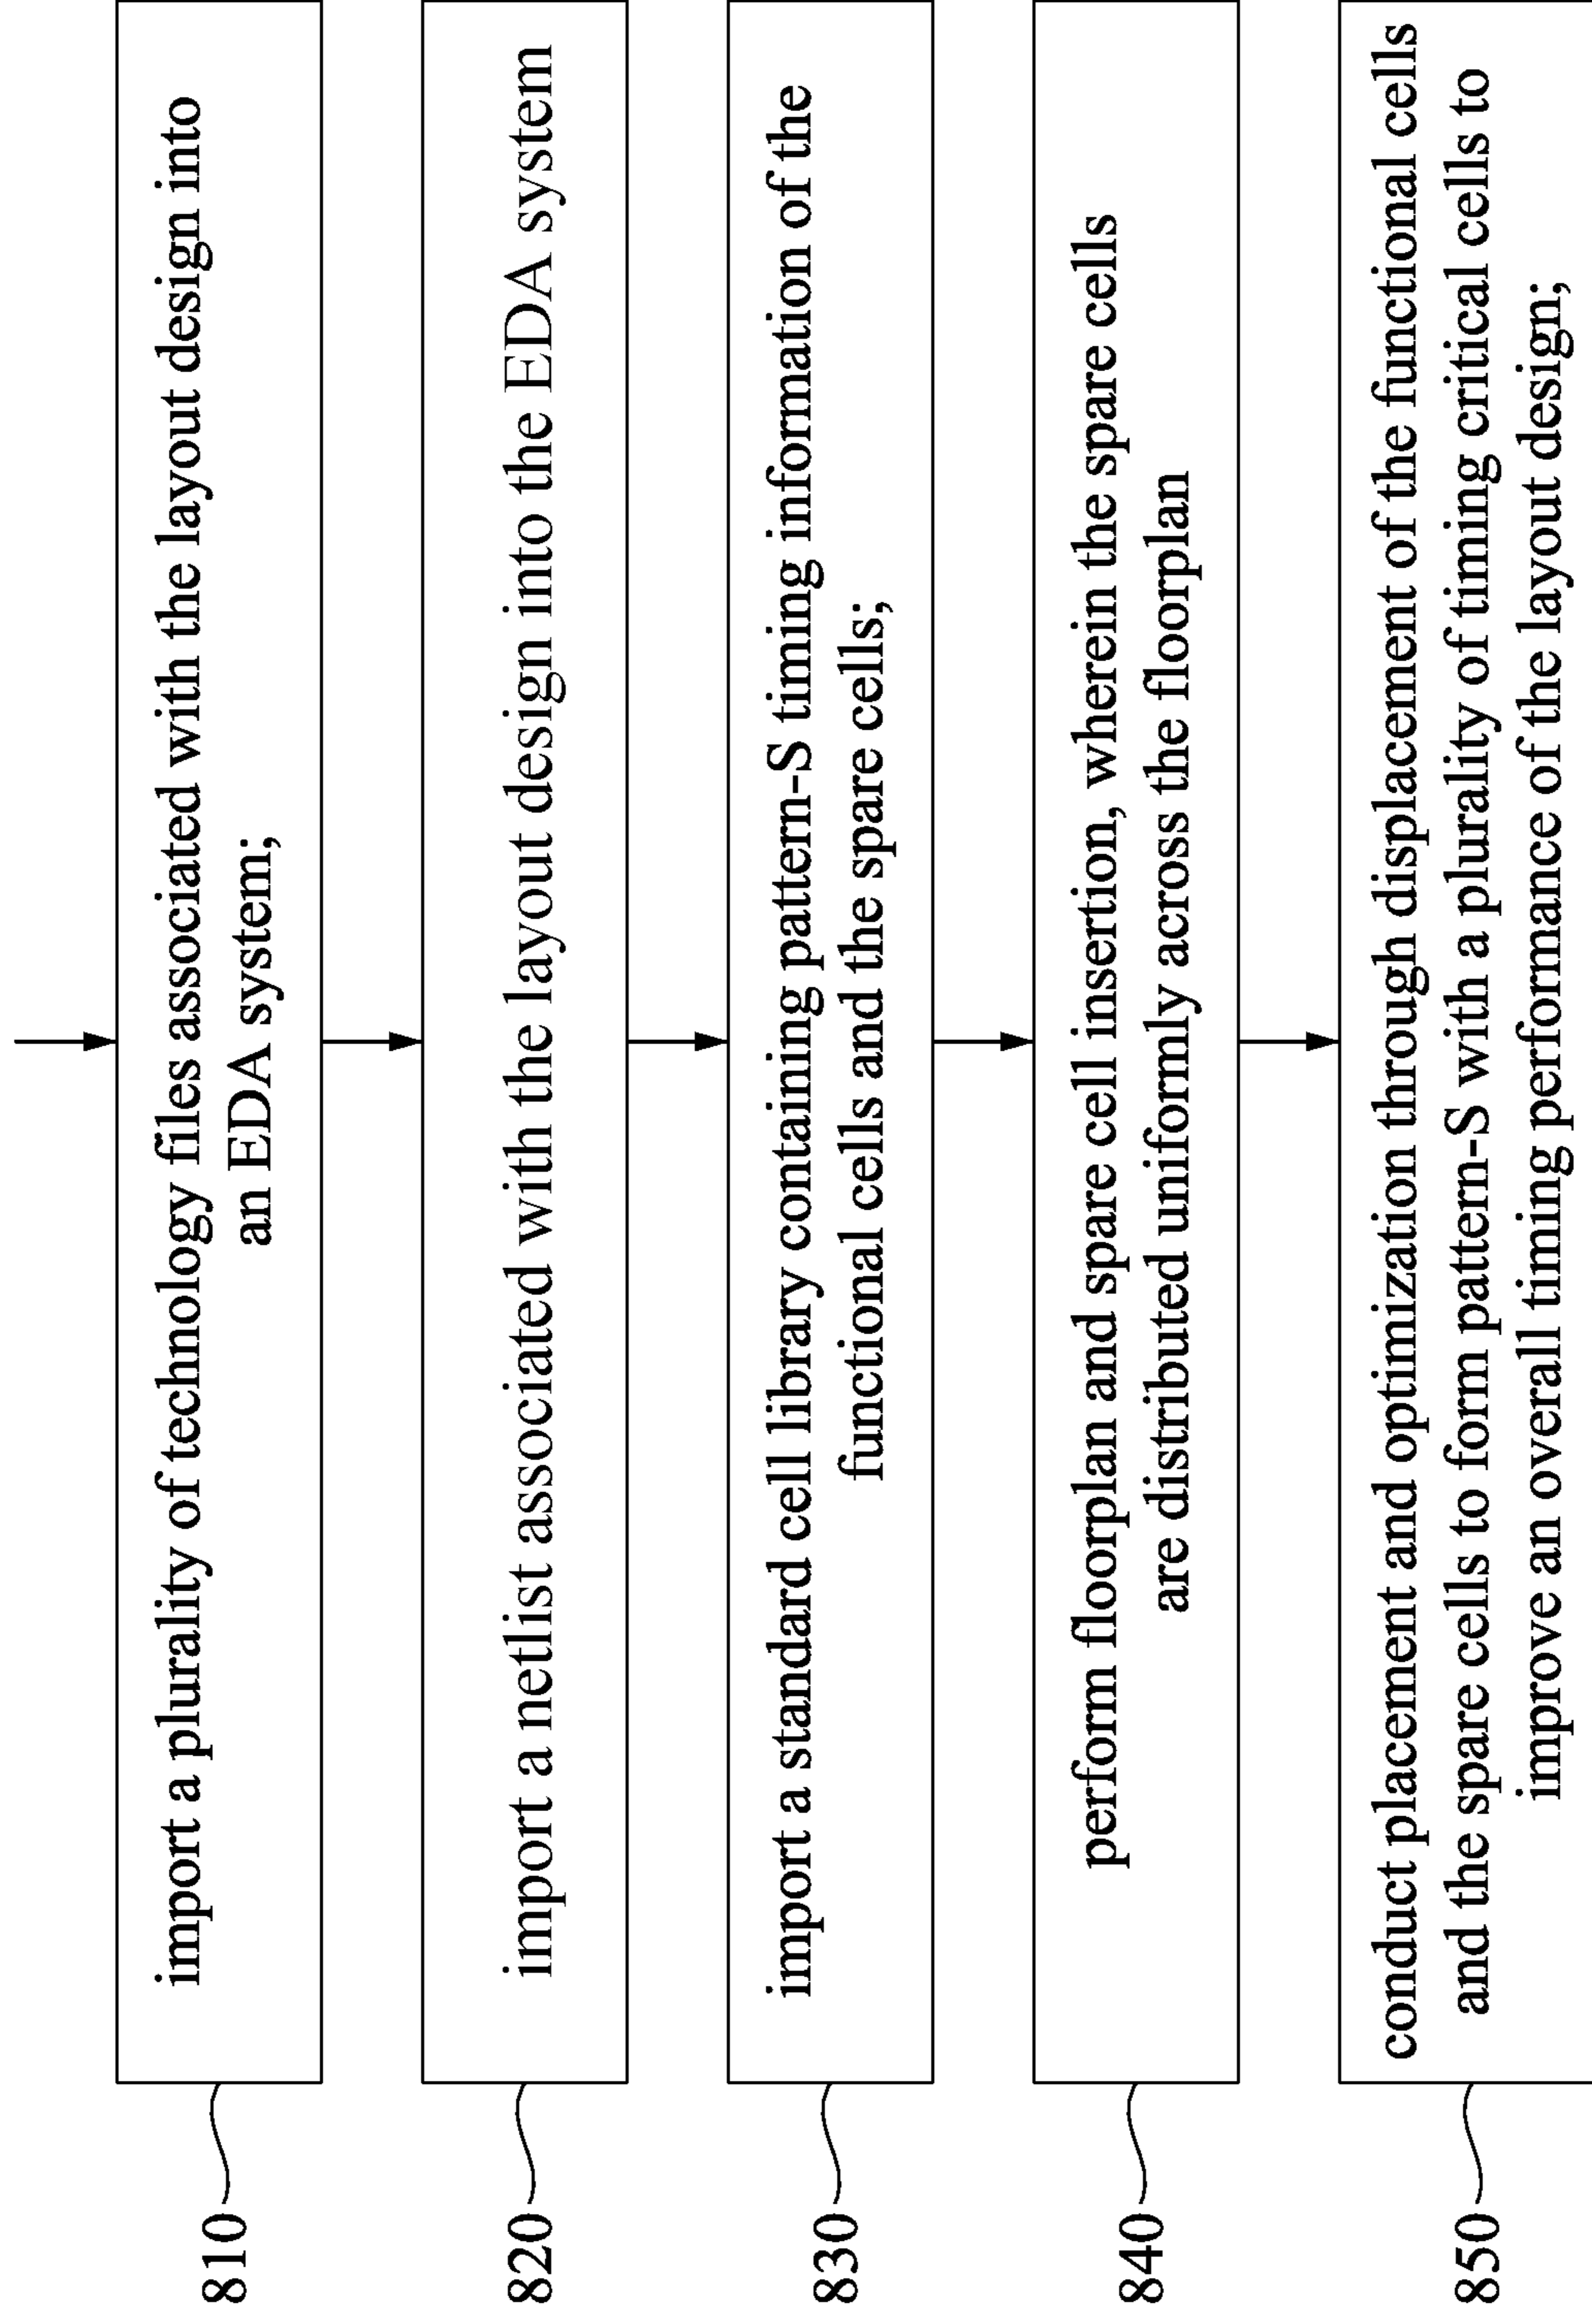 810
import a plurality of technology files associated with the layout design into
an EDA system;
820
import a netlist associated with the layout design into the EDA system
830
import a standard cell library containing pattern-S timing information of the
functional cells and the spare cells;
840
perform floorplan and spare cell insertion, wherein the spare cells
are distributed uniformly across the floorplan
850
conduct placement and optimization through displacement of the functional cells
and the spare cells to form pattern-S with a plurality of timing critical cells to
improve an overall timing performance of the layout design;